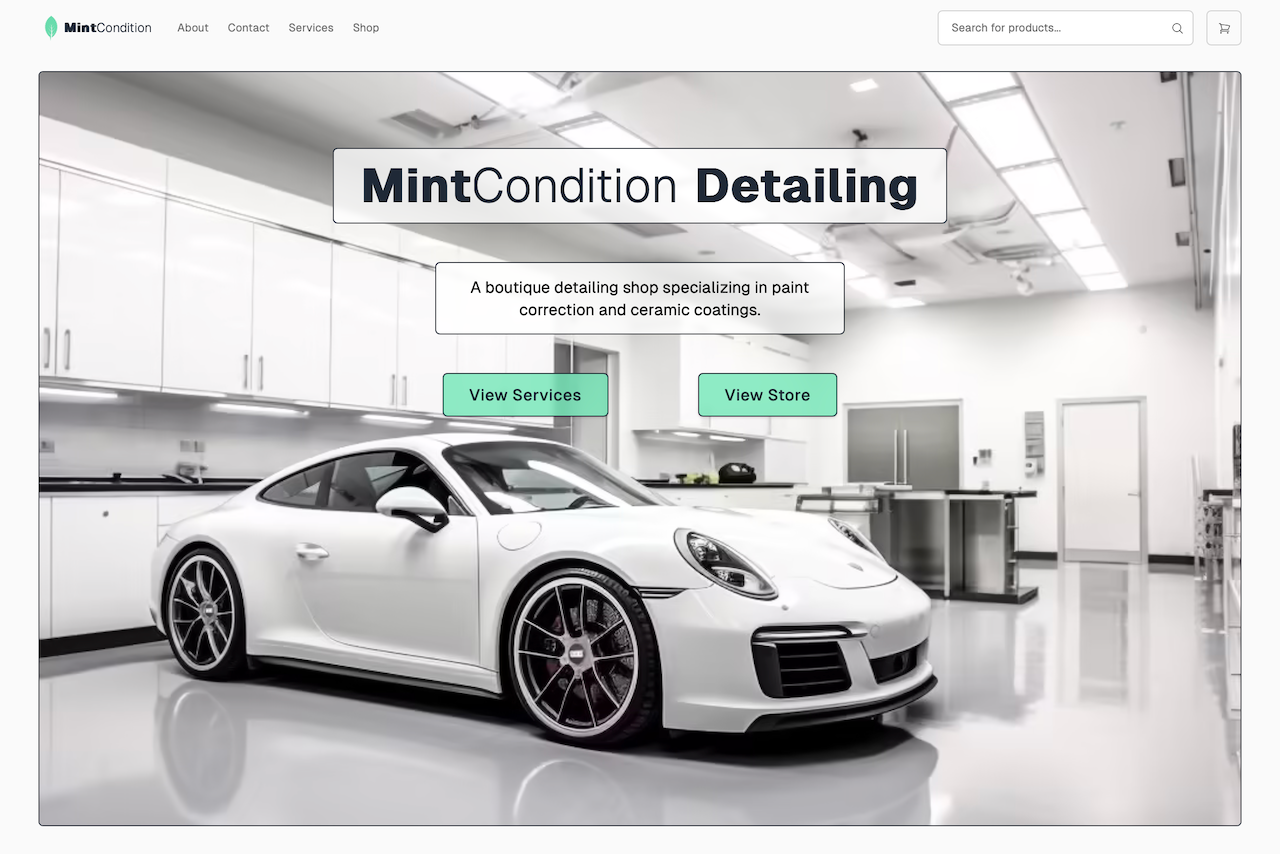 MintCondition
About
Contact
Services
Shop
Search for products...
MintCondition Detailing
A boutique detailing shop specializing in paint
correction and ceramic coatings.
View Services
View Store